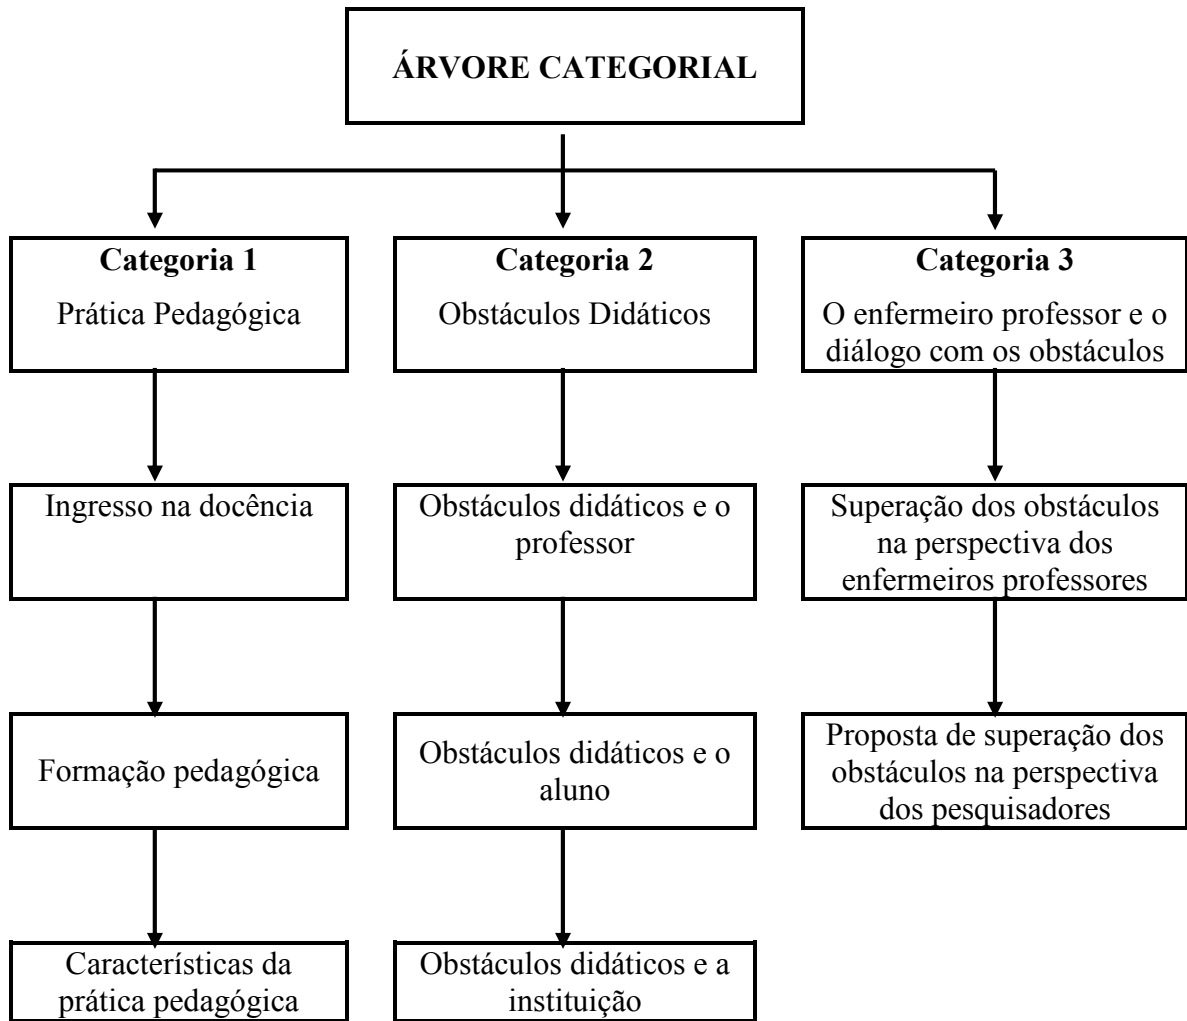 ÁRVORE CATEGORIAL
Categoria 1
Prática Pedagógica
Categoria 2
Obstáculos Didáticos
Categoria 3
O enfermeiro professor e o
diálogo com os obstáculos
Ingresso na docência
Obstáculos didáticos e o
professor
Superação dos obstáculos
na perspectiva dos
enfermeiros professores
Formação pedagógica
Obstáculos didáticos e o
aluno
Proposta de superação dos
obstáculos na perspectiva
dos pesquisadores
Características da
prática pedagógica
Obstáculos didáticos e a
instituição